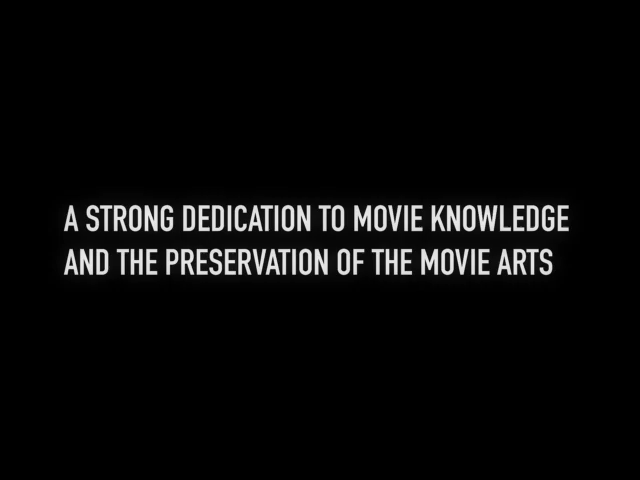 A STRONG DEDICATION TO MOVIE KNOWLEDGE
AND THE PRESERVATION OF THE MOVIE ARTS